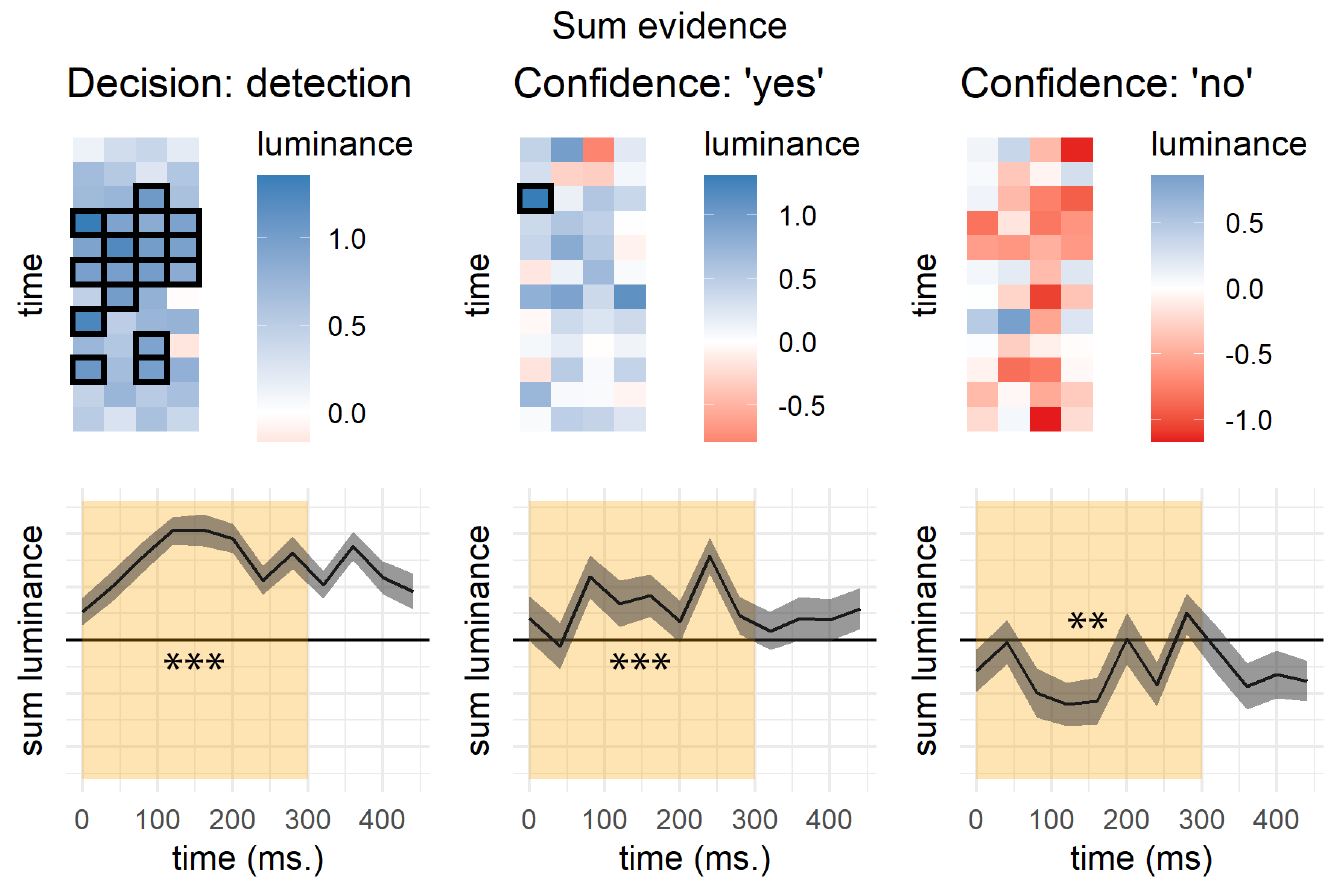 Sum evidence
Decision: detection
Confidence: 'yes'
Confidence: 'no'
luminance
1.0
0.5
0.0
time
luminance
1.0
0.5
0.0
-0.5
time
luminance
0.5
0.0
-0.5
-1.0
time
sum luminance
***
0 100 200 300 400
time (ms.)
sum luminance
***
0 100 200 300 400
time (ms.)
sum luminance
**
0 100 200 300 400
time (ms)